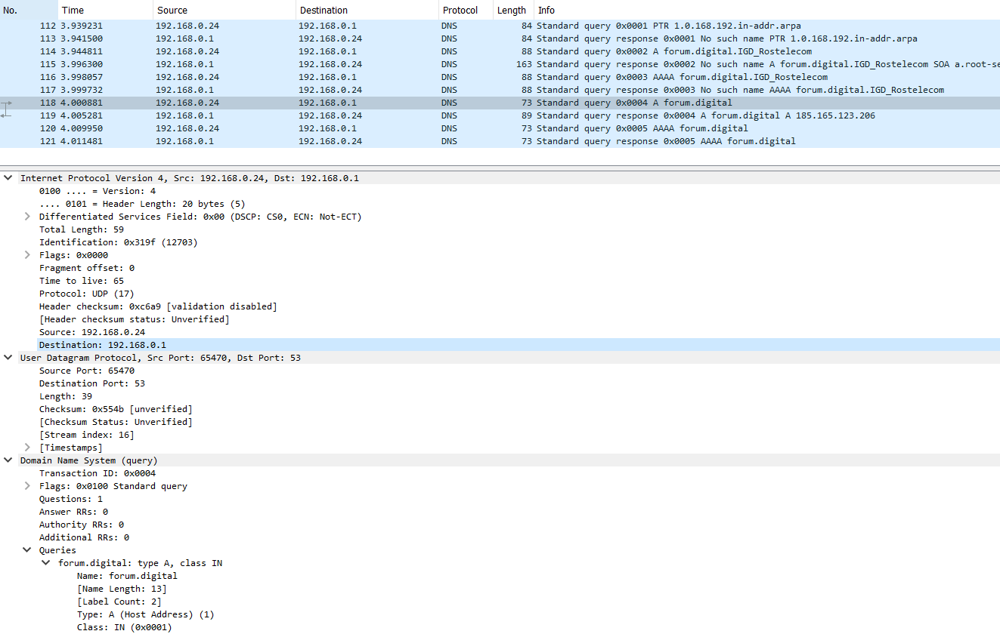 No. Time Source Destination Protocol Length Info
112 3.939231 192.168.0.24 192.168.0.1 DNS 84 Standard query 0x0001 PTR 1.0.168.192.in-addr.arpa
113 3.941500 192.168.0.1 192.168.0.24 DNS 84 Standard query response 0x0001 No such name PTR 1.0.168.192.in-addr.arpa
114 3.944811 192.168.0.24 192.168.0.1 DNS 88 Standard query 0x0002 A forum.digital.IGD_Rostelecom
115 3.996300 192.168.0.1 192.168.0.24 DNS 163 Standard query response 0x0002 No such name A forum.digital.IGD_Rostelecom SOA a.root-se
116 3.998057 192.168.0.24 192.168.0.1 DNS 88 Standard query 0x0003 AAAA forum.digital.IGD_Rostelecom
117 3.999732 192.168.0.1 192.168.0.24 DNS 88 Standard query response 0x0003 No such name AAAA forum.digital.IGD_Rostelecom
118 4.000881 192.168.0.24 192.168.0.1 DNS 73 Standard query 0x0004 A forum.digital
119 4.005281 192.168.0.1 192.168.0.24 DNS 89 Standard query response 0x0004 A forum.digital A 185.165.123.206
120 4.009950 192.168.0.24 192.168.0.1 DNS 73 Standard query 0x0005 AAAA forum.digital
121 4.011481 192.168.0.1 192.168.0.24 DNS 73 Standard query response 0x0005 AAAA forum.digital
Internet Protocol Version 4, Src: 192.168.0.24, Dst: 192.168.0.1
0100 .... = Version: 4
.... 0101 = Header Length: 20 bytes (5)
Differentiated Services Field: 0x00 (DSCP: CS0, ECN: Not-ECT)
Total Length: 59
Identification: 0x319f (12703)
Flags: 0x0000
Fragment offset: 0
Time to live: 65
Protocol: UDP (17)
Header checksum: 0xc6a9 [validation disabled]
[Header checksum status: Unverified]
Source: 192.168.0.24
Destination: 192.168.0.1
User Datagram Protocol, Src Port: 65470, Dst Port: 53
Source Port: 65470
Destination Port: 53
Length: 39
Checksum: 0x554b [unverified]
[Checksum Status: Unverified]
[Stream index: 16]
[Timestamps]
Domain Name System (query)
Transaction ID: 0x0004
Flags: 0x0100 Standard query
Questions: 1
Answer RRs: 0
Authority RRs: 0
Additional RRs: 0
Queries
forum.digital: type A, class IN
Name: forum.digital
[Name Length: 13]
[Label Count: 2]
Type: A (Host Address) (1)
Class: IN (0x0001)